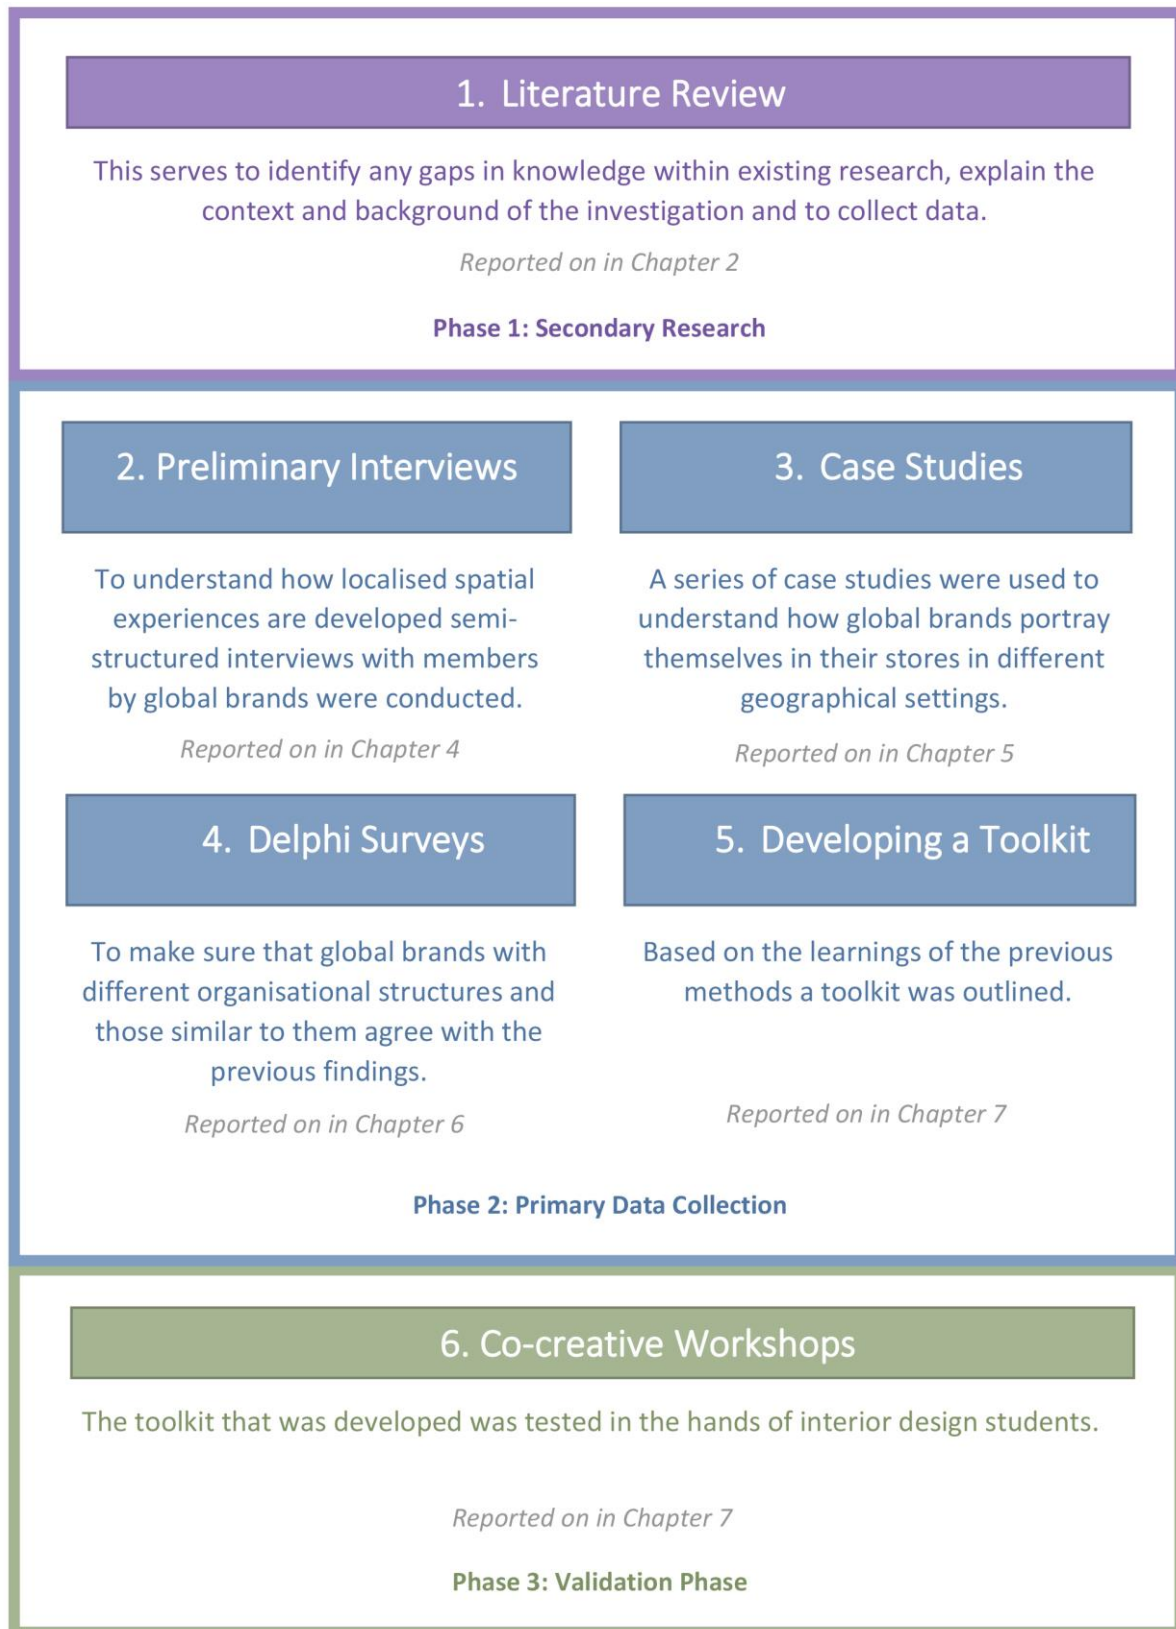 1. Literature Review
This serves to identify any gaps in knowledge within existing research, explain the
context and background of the investigation and to collect data.
Reported on in Chapter 2
Phase 1: Secondary Research
2. Preliminary Interviews
To understand how localised spatial
experiences are developed semi-
structured interviews with members
by global brands were conducted.
Reported on in Chapter 4
3. Case Studies
A series of case studies were used to
understand how global brands portray
themselves in their stores in different
geographical settings.
Reported on in Chapter 5
4. Delphi Surveys
To make sure that global brands with
different organisational structures and
those similar to them agree with the
previous findings.
Reported on in Chapter 6
5. Developing a Toolkit
Based on the learnings of the previous
methods a toolkit was outlined.
Reported on in Chapter 7
Phase 2: Primary Data Collection
6. Co-creative Workshops
The toolkit that was developed was tested in the hands of interior design students.
Reported on in Chapter 7
Phase 3: Validation Phase